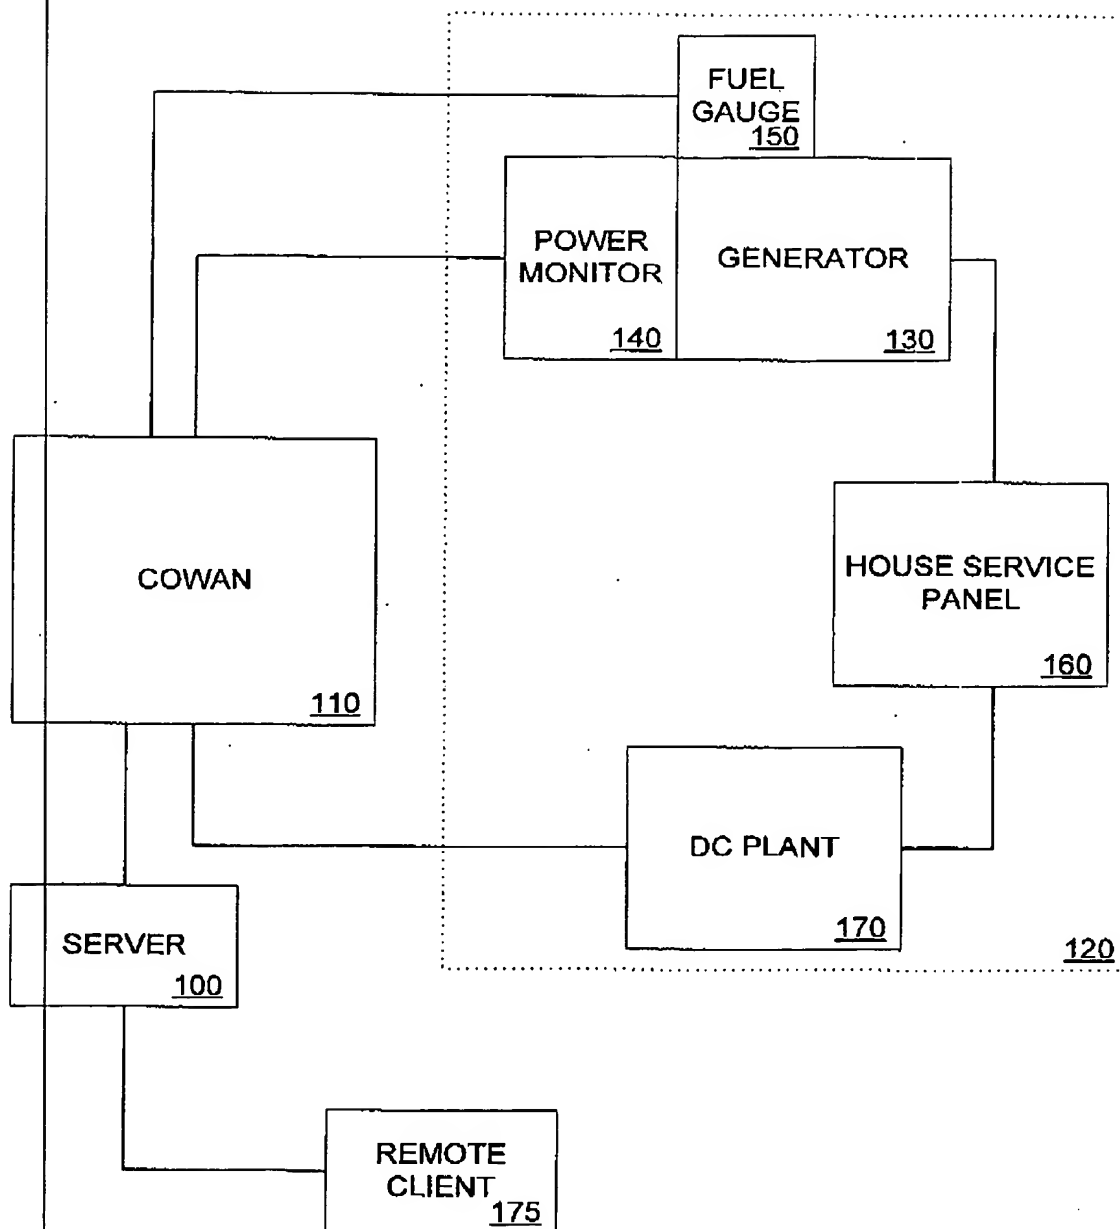 FUEL
GAUGE
150
POWER
MONITOR
140
GENERATOR
130
COWAN
110
HOUSE SERVICE
PANEL
160
DC PLANT
170
120
SERVER
100
REMOTE
CLIENT
175